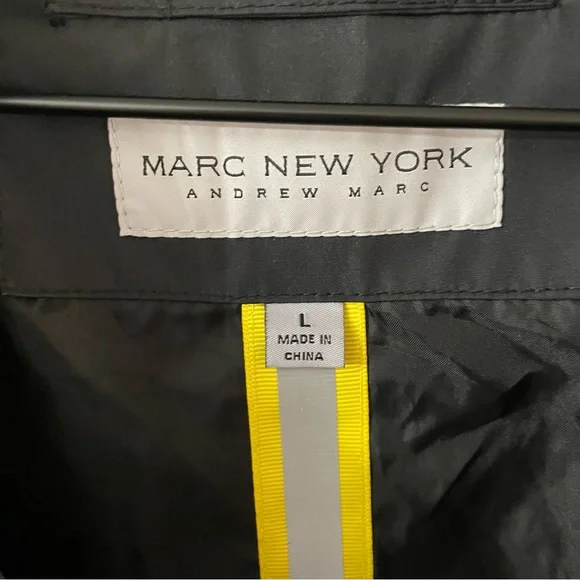 MARC NEW YORK
ANDREW MARC
L
MADE IN
CHINA